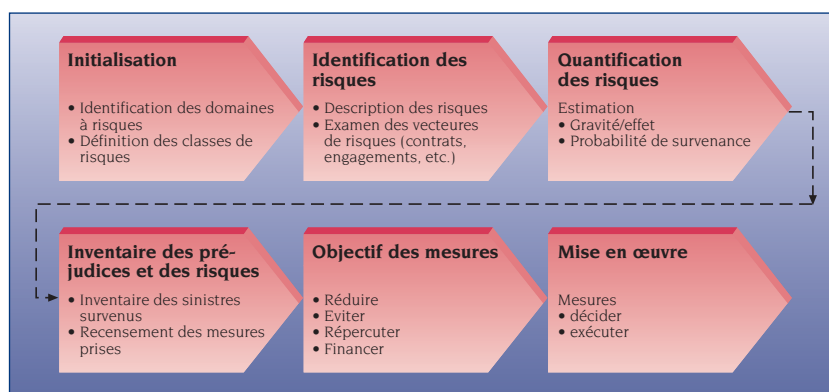 Initialisation
• Identification des domaines
à risques
• Définition des classes de
risques
Identification des
risques
• Description des risques
• Examen des vecteures
de risques (contrats,
engagements, etc.)
Quantification
des risques
Estimation
• Gravité/effet
• Probabilité de survenance
Inventaire des pré-
judices et des risques
• Inventaire des sinistres
survenus
• Recensement des mesures
prises
Objectif des mesures
• Réduire
• Eviter
• Répercuter
• Financer
Mise en œuvre
Mesures
• décider
• exécuter